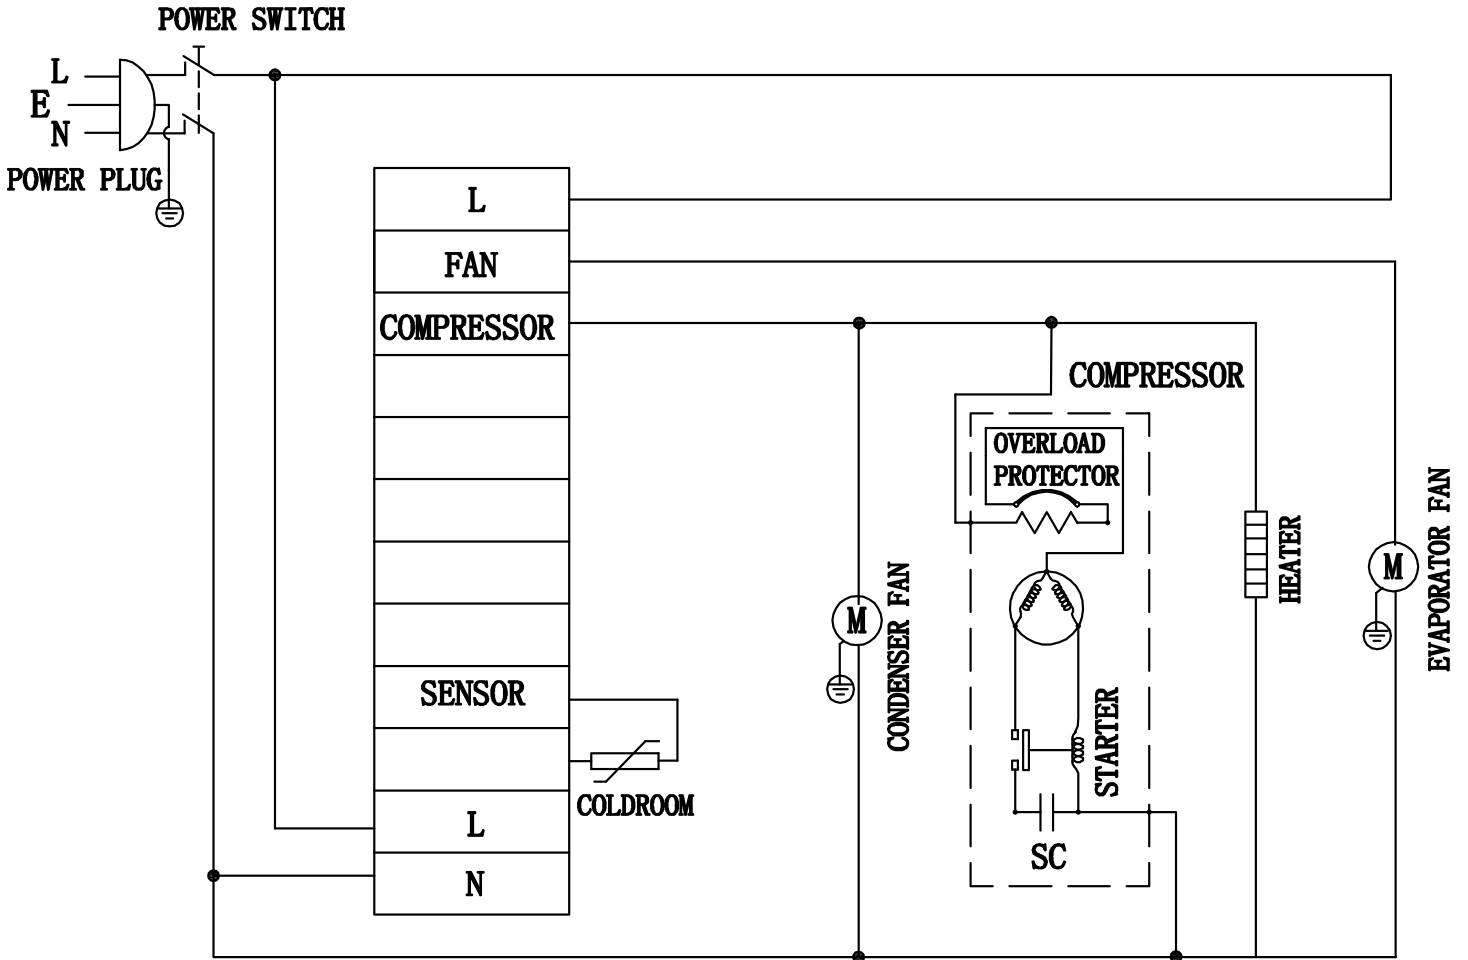 POWER SWITCH
L
E
N
POWER PLUG
L
FAN
COMPRESSOR
SENSOR
L
N
COLDROOM
M
CONDENSER FAN
COMPRESSOR
OVERLOAD
PROTECTOR
STARTER
SC
HEATER
M
EVAPORATOR FAN